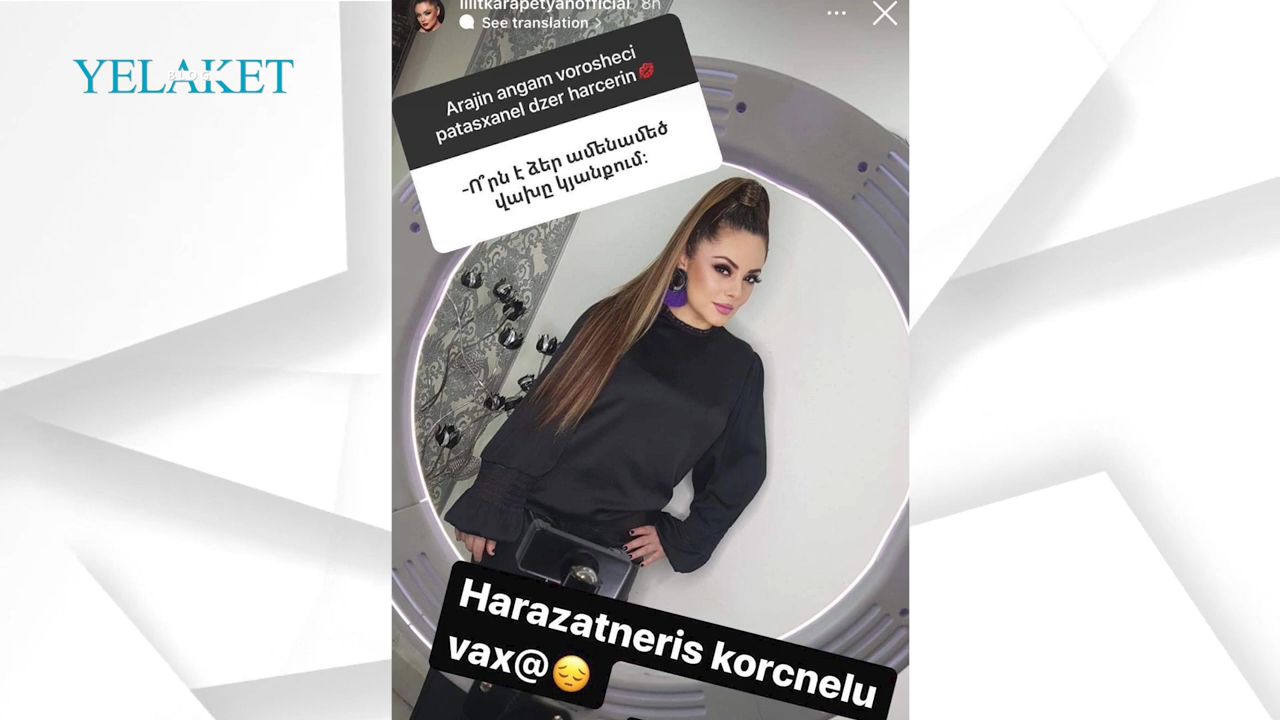 lilitkarapetyanofficial 8h
See translation >
YELAKET
BLOG
Arajin angam vorosheci
patasxanel dzer harcerin💋
-Ո՞րն է ձեր ամենամեծ
վախը կյանքում:
Harazatneris korcnelu
vax@😔